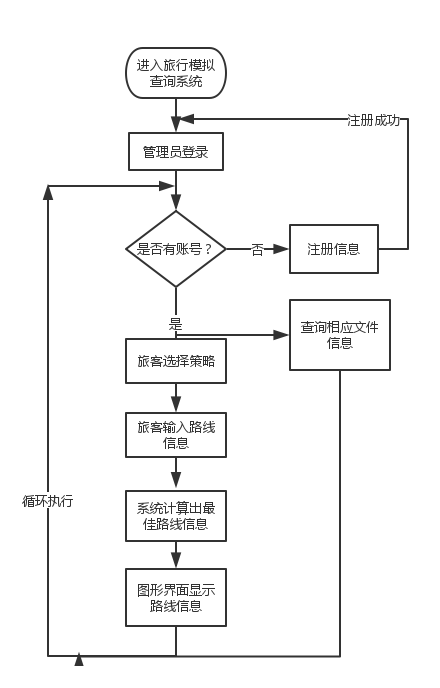 进入旅行模拟
查询系统
注册成功
管理员登录
是否有账号？
否
注册信息
是
查询相应文件
信息
旅客选择策略
旅客输入路线
信息
循环执行
系统计算出最
佳路线信息
图形界面显示
路线信息